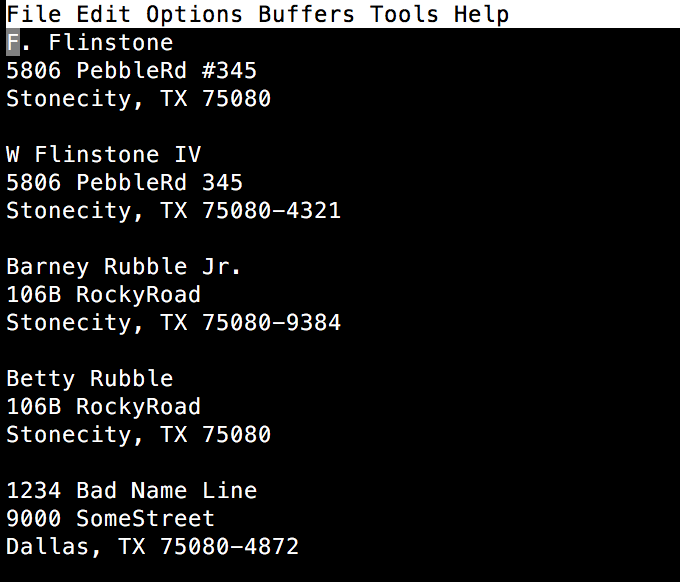 File Edit Options Buffers Tools Help
F. Flinstone
5806 PebbleRd #345
Stonecity, TX 75080
W Flinstone IV
5806 PebbleRd 345
Stonecity, TX 75080-4321
Barney Rubble Jr.
106B RockyRoad
Stonecity, TX 75080-9384
Betty Rubble
106B RockyRoad
Stonecity, TX 75080
1234 Bad Name Line
9000 SomeStreet
Dallas, TX 75080-4872